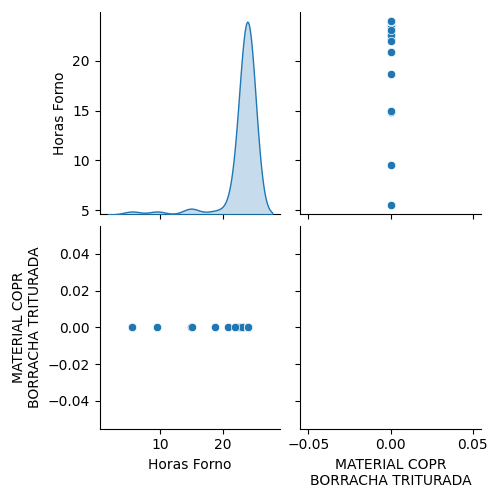 Horas Forno
20
15
10
5
MATERIAL COPR
BORRACHA TRITURADA
0.04
0.02
0.00
−0.02
−0.04
10 20
Horas Forno
−0.05 0.00 0.05
MATERIAL COPR
BORRACHA TRITURADA